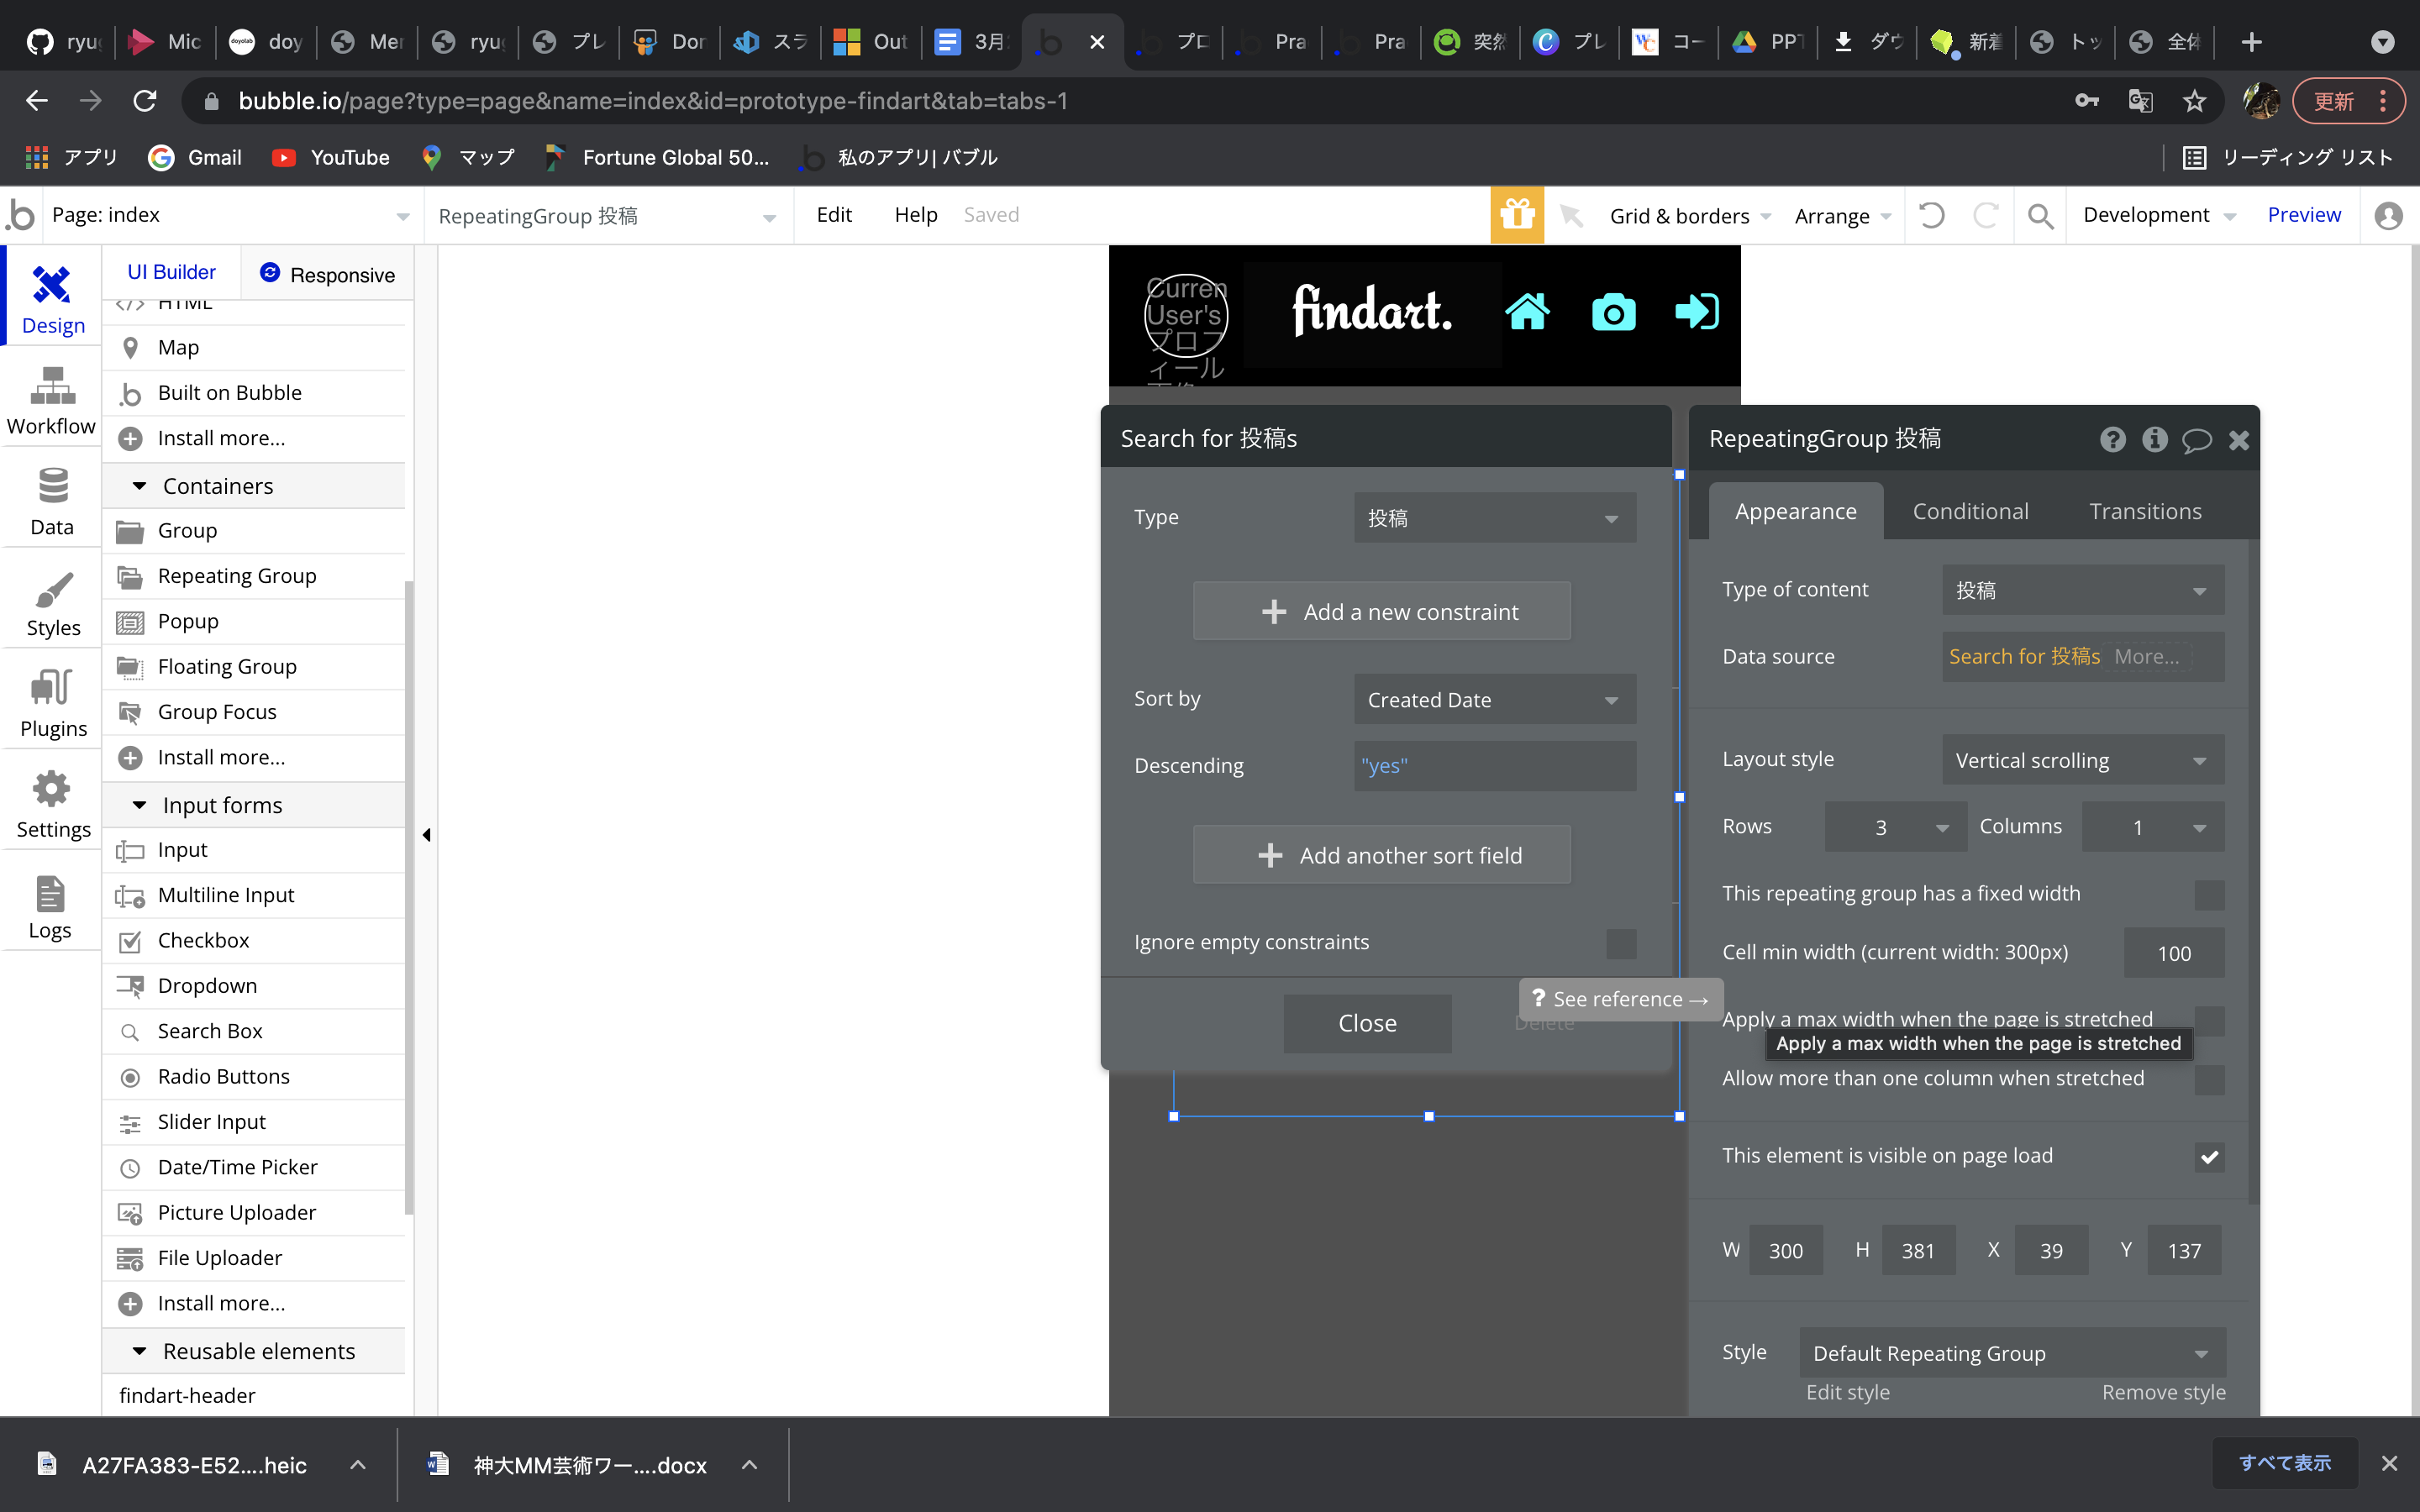 ryu
Mic
doyolab
doy
Mer
ryu
プレ
Dor
スラ
Out
3月
プロ
Pra
Pra
突然
プレ
コー
PPT
ダウ
新着
トッ
全体
bubble.io/page?type=page&name=index&id=prototype-findart&tab=tabs-1
更新
アプリ
Gmail
YouTube
マップ
Fortune Global 50...
私のアプリ| バブル
リーディング リスト
Page: index
RepeatingGroup 投稿
Edit
Help
Saved
Grid & borders
Arrange
Development
Preview
Design
Workflow
Data
Styles
Plugins
Settings
Logs
UI Builder
Responsive
HTML
Map
Built on Bubble
Install more...
Containers
Group
Repeating Group
Popup
Floating Group
Group Focus
Install more...
Input forms
Input
Multiline Input
Checkbox
Dropdown
Search Box
Radio Buttons
Slider Input
Date/Time Picker
Picture Uploader
File Uploader
Install more...
Reusable elements
findart-header
Curren
User's
プロフ
ィール
findart.
Search for 投稿s
Type
投稿
Add a new constraint
Sort by
Created Date
Descending
"yes"
Add another sort field
Ignore empty constraints
Close
Delete
? See reference →
RepeatingGroup 投稿
Appearance
Conditional
Transitions
Type of content
投稿
Data source
Search for 投稿s More...
Layout style
Vertical scrolling
Rows
3
Columns
1
This repeating group has a fixed width
Cell min width (current width: 300px)
100
Apply a max width when the page is stretched
Apply a max width when the page is stretched
Allow more than one column when stretched
This element is visible on page load
W 300 H 381 X 39 Y 137
Style
Default Repeating Group
Edit style
Remove style
A27FA383-E52....heic
神大MM芸術ワー....docx
すべて表示